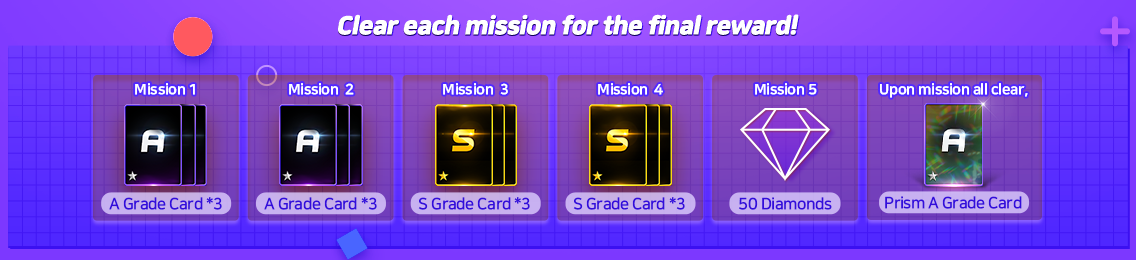 Clear each mission for the final reward!
Mission 1
Mission 2
Mission 3
Mission 4
Mission 5
Upon mission all clear,
A
A
S
S
A
A Grade Card *3
A Grade Card *3
S Grade Card *3
S Grade Card *3
50 Diamonds
Prism A Grade Card